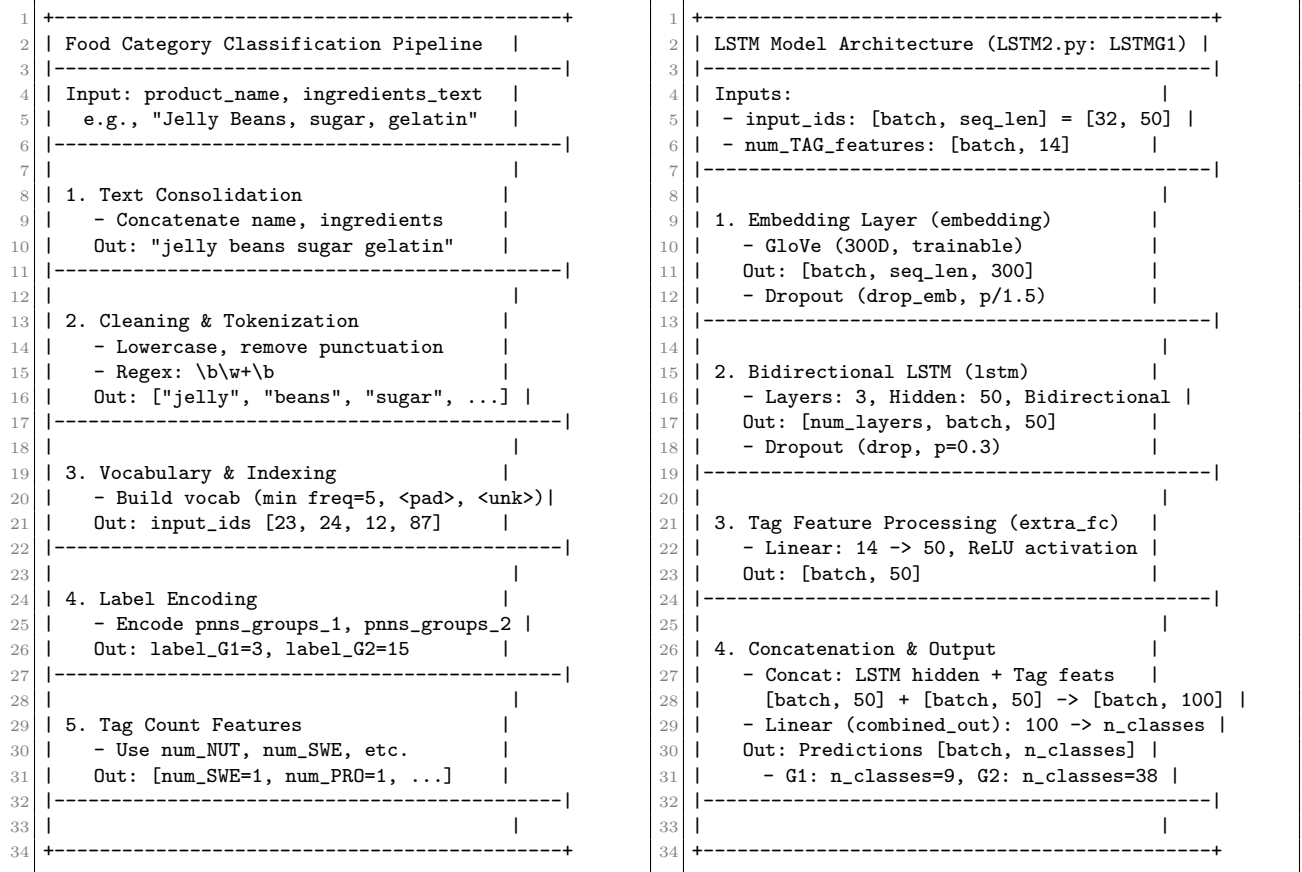 1 +---------------------------------------------+
2 | Food Category Classification Pipeline |
3 |---------------------------------------------|
4 | Input: product_name, ingredients_text |
5 | e.g., "Jelly Beans, sugar, gelatin" |
6 |---------------------------------------------|
7 | |
8 | 1. Text Consolidation |
9 | - Concatenate name, ingredients |
10 | Out: "jelly beans sugar gelatin" |
11 |---------------------------------------------|
12 | |
13 | 2. Cleaning & Tokenization |
14 | - Lowercase, remove punctuation |
15 | - Regex: \b\w+\b |
16 | Out: ["jelly", "beans", "sugar", ...] |
17 |---------------------------------------------|
18 | |
19 | 3. Vocabulary & Indexing |
20 | - Build vocab (min freq=5, <pad>, <unk>)|
21 | Out: input_ids [23, 24, 12, 87] |
22 |---------------------------------------------|
23 | |
24 | 4. Label Encoding |
25 | - Encode pnns_groups_1, pnns_groups_2 |
26 | Out: label_G1=3, label_G2=15 |
27 |---------------------------------------------|
28 | |
29 | 5. Tag Count Features |
30 | - Use num_NUT, num_SWE, etc. |
31 | Out: [num_SWE=1, num_PRO=1, ...] |
32 |---------------------------------------------|
33 | |
34 +---------------------------------------------+
1 +---------------------------------------------+
2 | LSTM Model Architecture (LSTM2.py: LSTMG1) |
3 |---------------------------------------------|
4 | Inputs: |
5 | - input_ids: [batch, seq_len] = [32, 50] |
6 | - num_TAG_features: [batch, 14] |
7 |---------------------------------------------|
8 | |
9 | 1. Embedding Layer (embedding) |
10 | - GloVe (300D, trainable) |
11 | Out: [batch, seq_len, 300] |
12 | - Dropout (drop_emb, p/1.5) |
13 |---------------------------------------------|
14 | |
15 | 2. Bidirectional LSTM (lstm) |
16 | - Layers: 3, Hidden: 50, Bidirectional |
17 | Out: [num_layers, batch, 50] |
18 | - Dropout (drop, p=0.3) |
19 |---------------------------------------------|
20 | |
21 | 3. Tag Feature Processing (extra_fc) |
22 | - Linear: 14 -> 50, ReLU activation |
23 | Out: [batch, 50] |
24 |---------------------------------------------|
25 | |
26 | 4. Concatenation & Output |
27 | - Concat: LSTM hidden + Tag feats |
28 | [batch, 50] + [batch, 50] -> [batch, 100] |
29 | - Linear (combined_out): 100 -> n_classes |
30 | Out: Predictions [batch, n_classes] |
31 | - G1: n_classes=9, G2: n_classes=38 |
32 |---------------------------------------------|
33 | |
34 +---------------------------------------------+